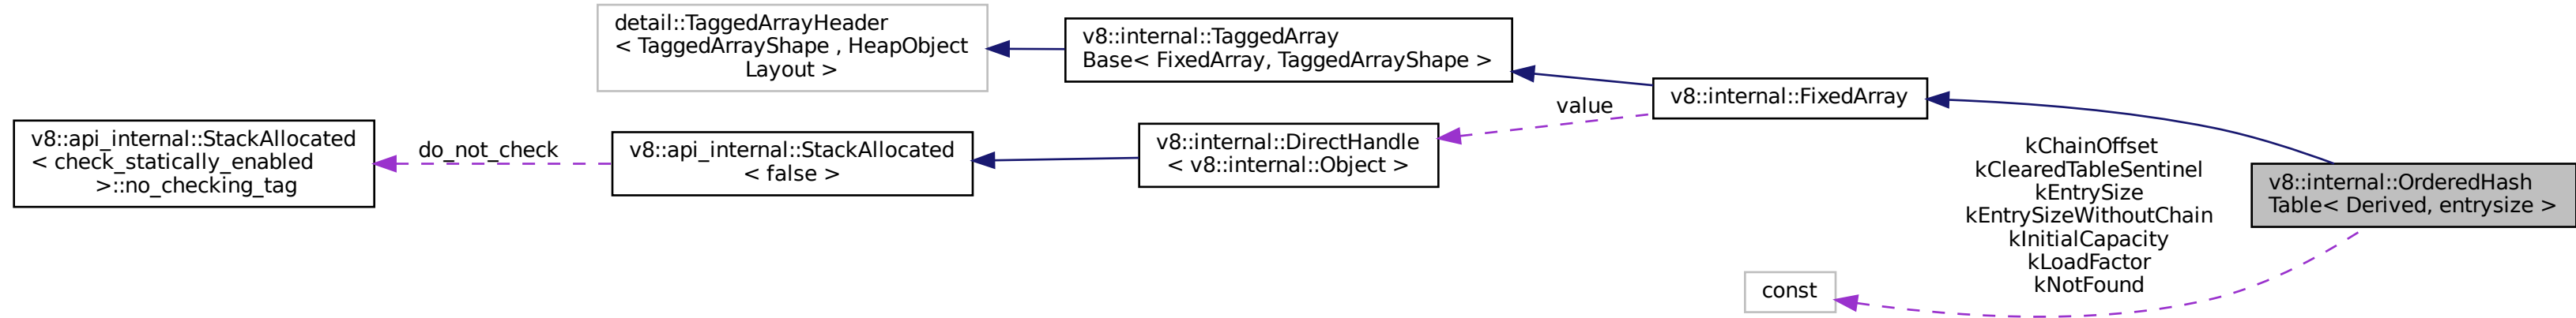 detail::TaggedArrayHeader
< TaggedArrayShape , HeapObject
Layout >
v8::internal::TaggedArray
Base< FixedArray, TaggedArrayShape >
v8::internal::FixedArray
value
v8::api_internal::StackAllocated
< check_statically_enabled
>::no_checking_tag
do_not_check
v8::api_internal::StackAllocated
< false >
v8::internal::DirectHandle
< v8::internal::Object >
kChainOffset
kClearedTableSentinel
kEntrySize
kEntrySizeWithoutChain
kInitialCapacity
kLoadFactor
kNotFound
v8::internal::OrderedHash
Table< Derived, entrysize >
const